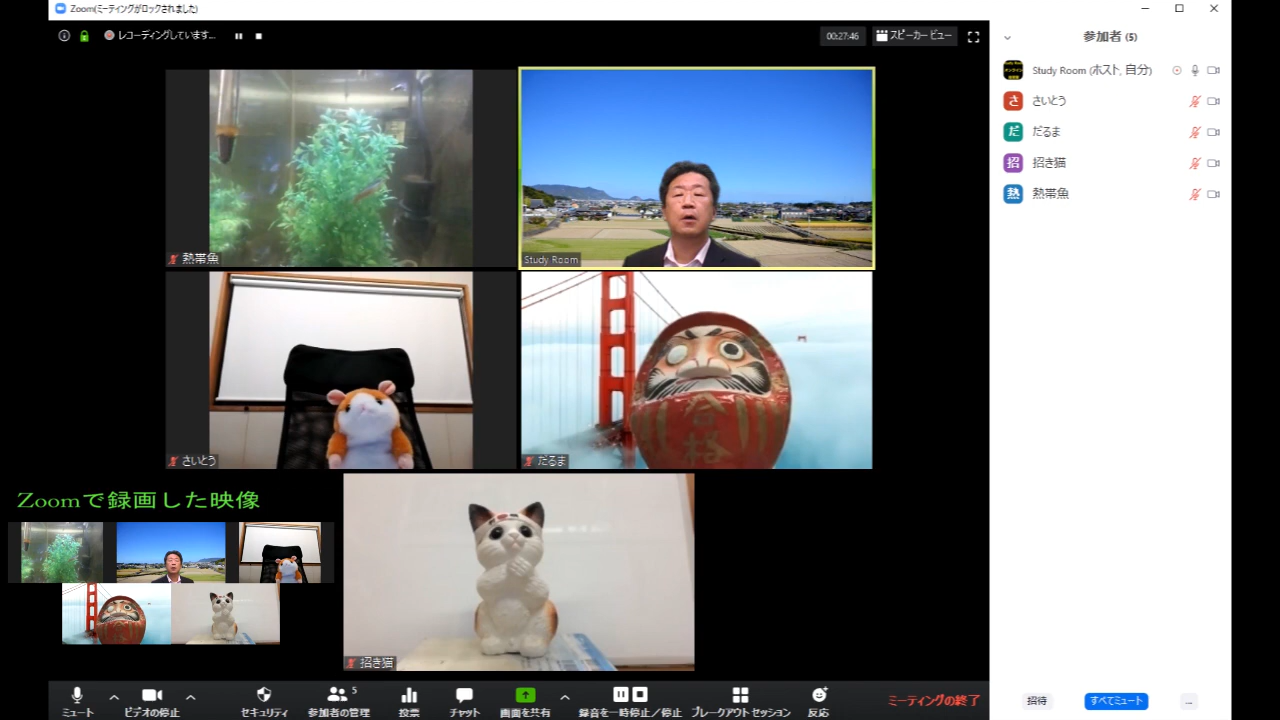 Zoom(ミーティングがロックされました)
レコーディングしています...
00:27:46
スピーカービュー
熱帯魚
Study Room
さいとう
だるま
合格
招き猫
Zoomで録画した映像
参加者 (5)
Study Room (ホスト, 自分)
さ さいとう
だ だるま
招 招き猫
熱 熱帯魚
ミュート
ビデオの停止
セキュリティ
5
参加者の管理
投票
チャット
画面を共有
録音を一時停止/停止
ブレークアウト セッション
反応
ミーティングの終了
招待
すべてミュート
...